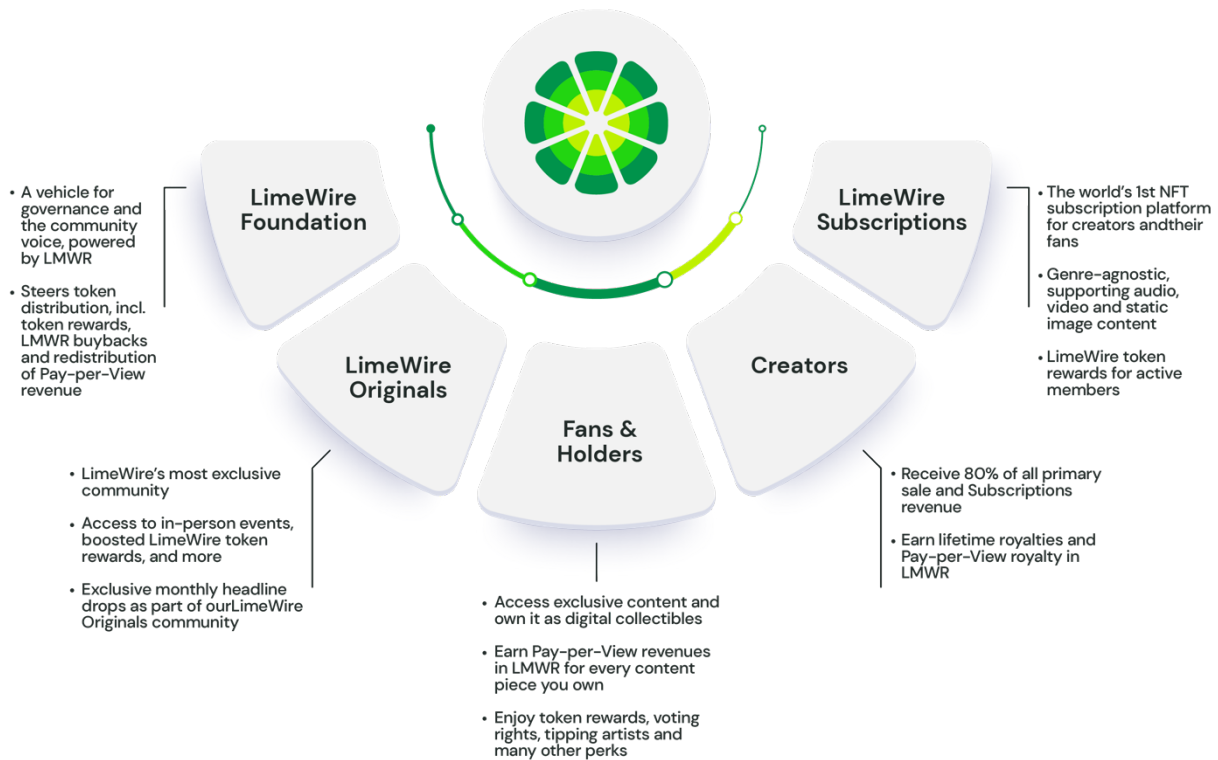 LimeWire
Foundation
• A vehicle for
governance and
the community
voice, powered
by LMWR
• Steers token
distribution, incl.
token rewards,
LMWR buybacks
and redistribution
of Pay-per-View
revenue
LimeWire
Originals
• LimeWire’s most exclusive
community
• Access to in-person events,
boosted LimeWire token
rewards, and more
• Exclusive monthly headline
drops as part of ourLimeWire
Originals community
Fans &
Holders
• Access exclusive content and
own it as digital collectibles
• Earn Pay-per-View revenues
in LMWR for every content
piece you own
• Enjoy token rewards, voting
rights, tipping artists and
many other perks
Creators
• Receive 80% of all primary
sale and Subscriptions
revenue
• Earn lifetime royalties and
Pay-per-View royalty in
LMWR
LimeWire
Subscriptions
• The world’s 1st NFT
subscription platform
for creators andtheir
fans
• Genre-agnostic,
supporting audio,
video and static
image content
• LimeWire token
rewards for active
members